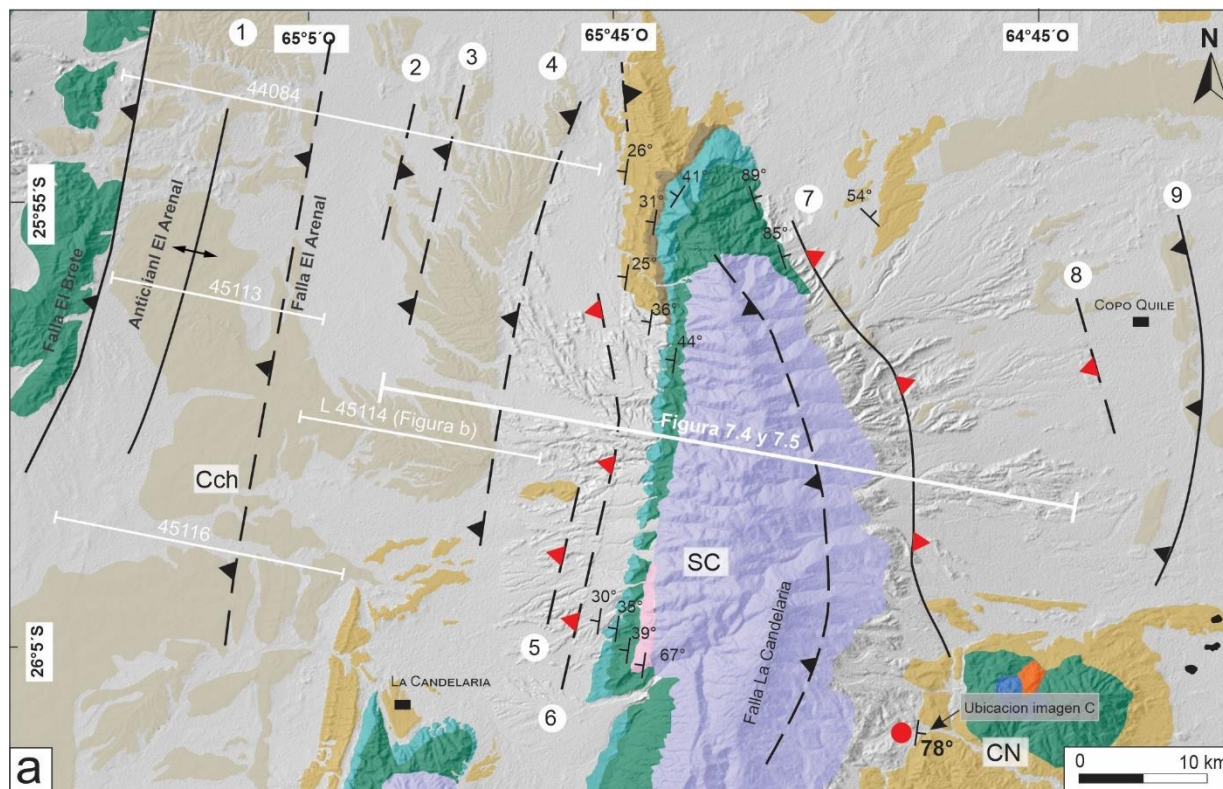 1
65°5´O
2
3
4
65°45´O
64°45´O
N
44084
26°
41°
89°
7
54°
9
25°55´S
31°
85°
Falla El Brete
Anticlianl El Arenal
Falla El Arenal
45113
25°
36°
8
COPO QUILE
44°
L 45114 (Figura b)
Figura 7.4 y 7.5
Cch
45116
SC
30°
35°
39°
67°
26°5´S
5
6
LA CANDELARIA
Falla La Candelaria
Ubicacion imagen C
78°
CN
a
0 10 km